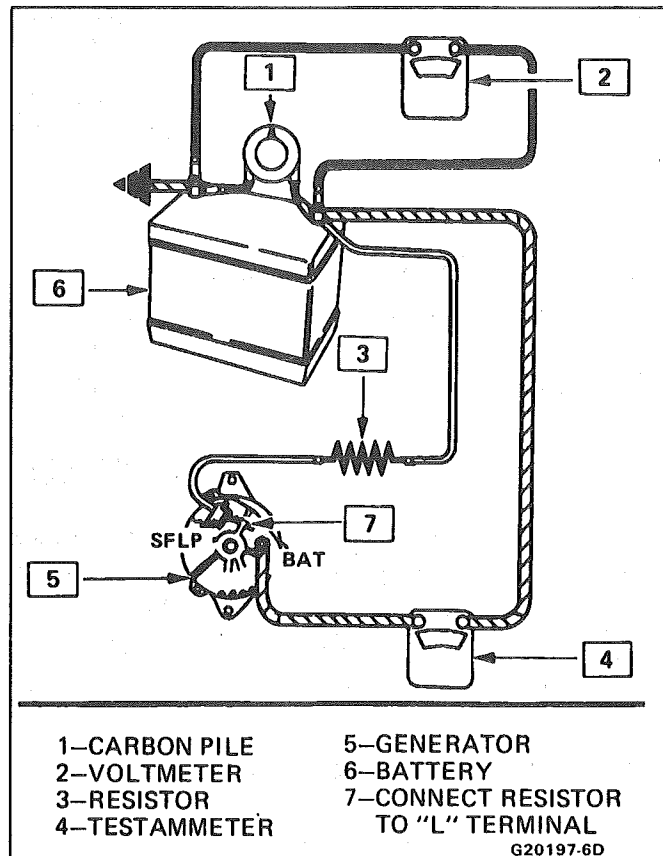 1
2
6
3
7
SFLP
BAT
5
4
1–CARBON PILE
2–VOLTMETER
3–RESISTOR
4–TESTAMMETER
5–GENERATOR
6–BATTERY
7–CONNECT RESISTOR
TO "L" TERMINAL
G20197-6D